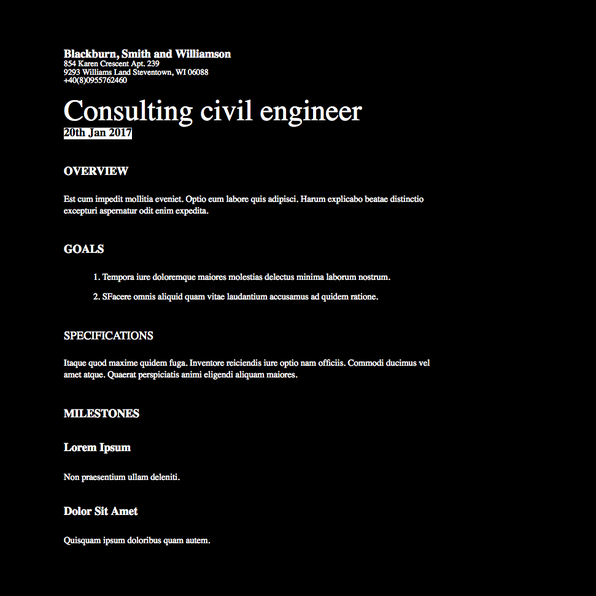 Blackburn, Smith and Williamson
854 Karen Crescent Apt. 239
9293 Williams Land Steventown, WI 06088
+40(8)0955762460
Consulting civil engineer
20th Jan 2017
OVERVIEW
Est cum impedit mollitia eveniet. Optio eum labore quis adipisci. Harum explicabo beatae distinctio
excepturi aspernatur odit enim expedita.
GOALS
1. Tempora iure doloremque maiores molestias delectus minima laborum nostrum.
2. SFacere omnis aliquid quam vitae laudantium accusamus ad quidem ratione.
SPECIFICATIONS
Itaque quod maxime quidem fuga. Inventore reiciendis iure optio nam officiis. Commodi ducimus vel
amet atque. Quaerat perspiciatis animi eligendi aliquam maiores.
MILESTONES
Lorem Ipsum
Non praesentium ullam deleniti.
Dolor Sit Amet
Quisquam ipsum doloribus quam autem.